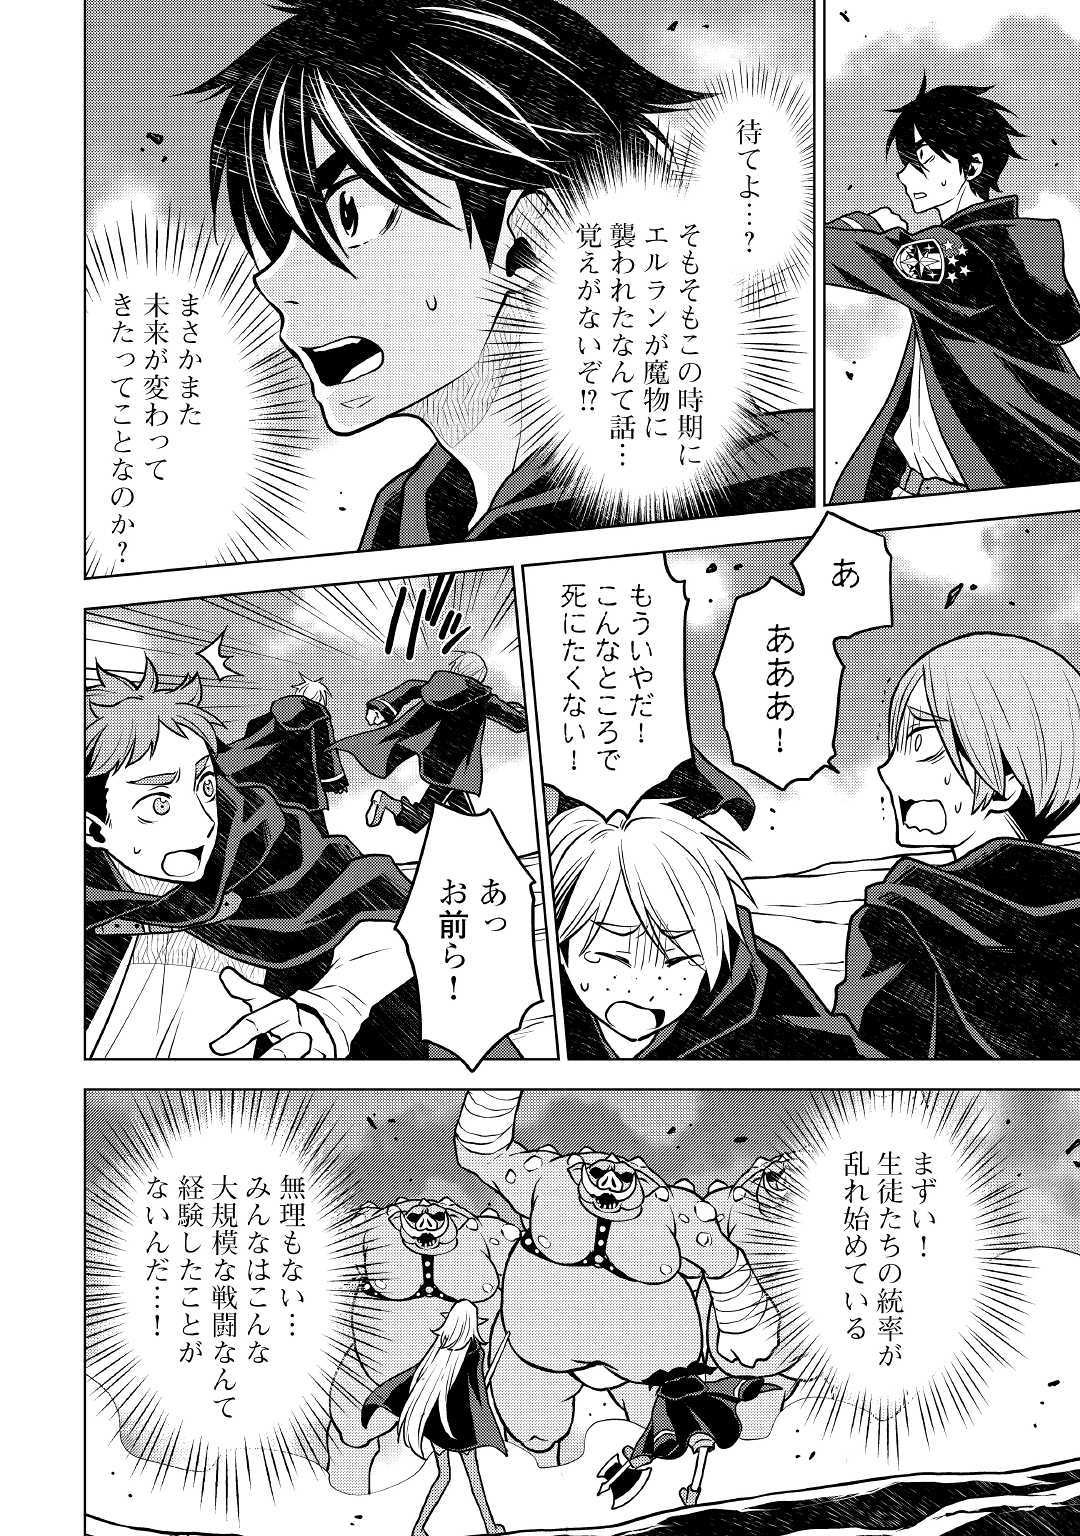 待てよ…?
そもそもこの時期に
エルランが魔物に
襲われたなんて話…
覚えがないぞ!?
まさかまた
未来が変わって
きたってことなのか?
あ
あああ!
もういやだ!
こんなところで
死にたくない!
あっ
お前ら!
まずい!
生徒たちの統率が
乱れ始めている
無理もない…
みんなはこんな
大規模な戦闘なんて
経験したことが
ないんだ…!